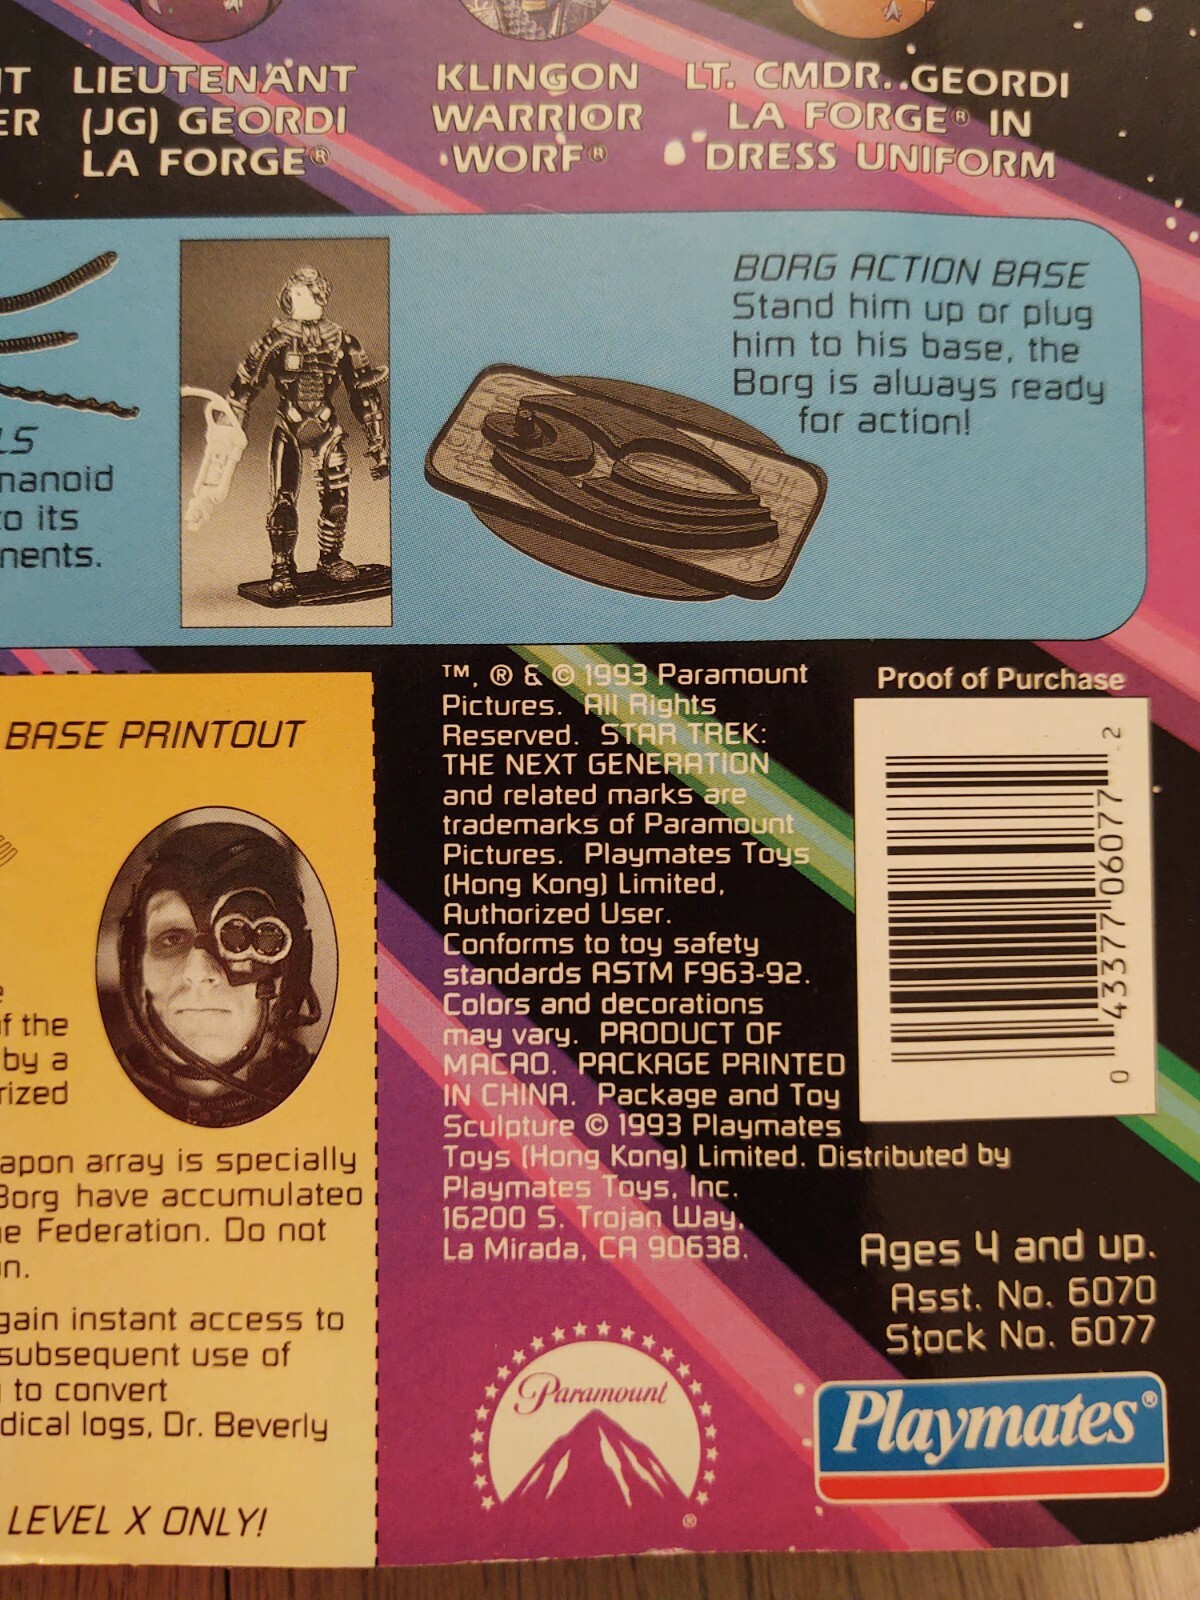 IT
ER
LIEUTENANT
(JG) GEORDI
LA FORGE®
KLINGON
WARRIOR
WORF®
LT. CMDR. GEORDI
LA FORGE® IN
DRESS UNIFORM
LS
nanoid
to its
nents.
BORG ACTION BASE
Stand him up or plug
him to his base, the
Borg is always ready
for action!
BASE PRINTOUT
e
of the
by a
rized
apon array is specially
Borg have accumulated
he Federation. Do not
on.
gain instant access to
subsequent use of
g to convert
dical logs, Dr. Beverly
LEVEL X ONLY!
™, ® & © 1993 Paramount
Pictures. All Rights
Reserved. STAR TREK:
THE NEXT GENERATION
and related marks are
trademarks of Paramount
Pictures. Playmates Toys
(Hong Kong) Limited,
Authorized User.
Conforms to toy safety
standards ASTM F963-92.
Colors and decorations
may vary. PRODUCT OF
MACAO. PACKAGE PRINTED
IN CHINA. Package and Toy
Sculpture © 1993 Playmates
Toys (Hong Kong) Limited. Distributed by
Playmates Toys, Inc.
16200 S. Trojan Way,
La Mirada, CA 90638.
Proof of Purchase
0 43377 06077 2
Ages 4 and up.
Asst. No. 6070
Stock No. 6077
Paramount
®
Playmates®